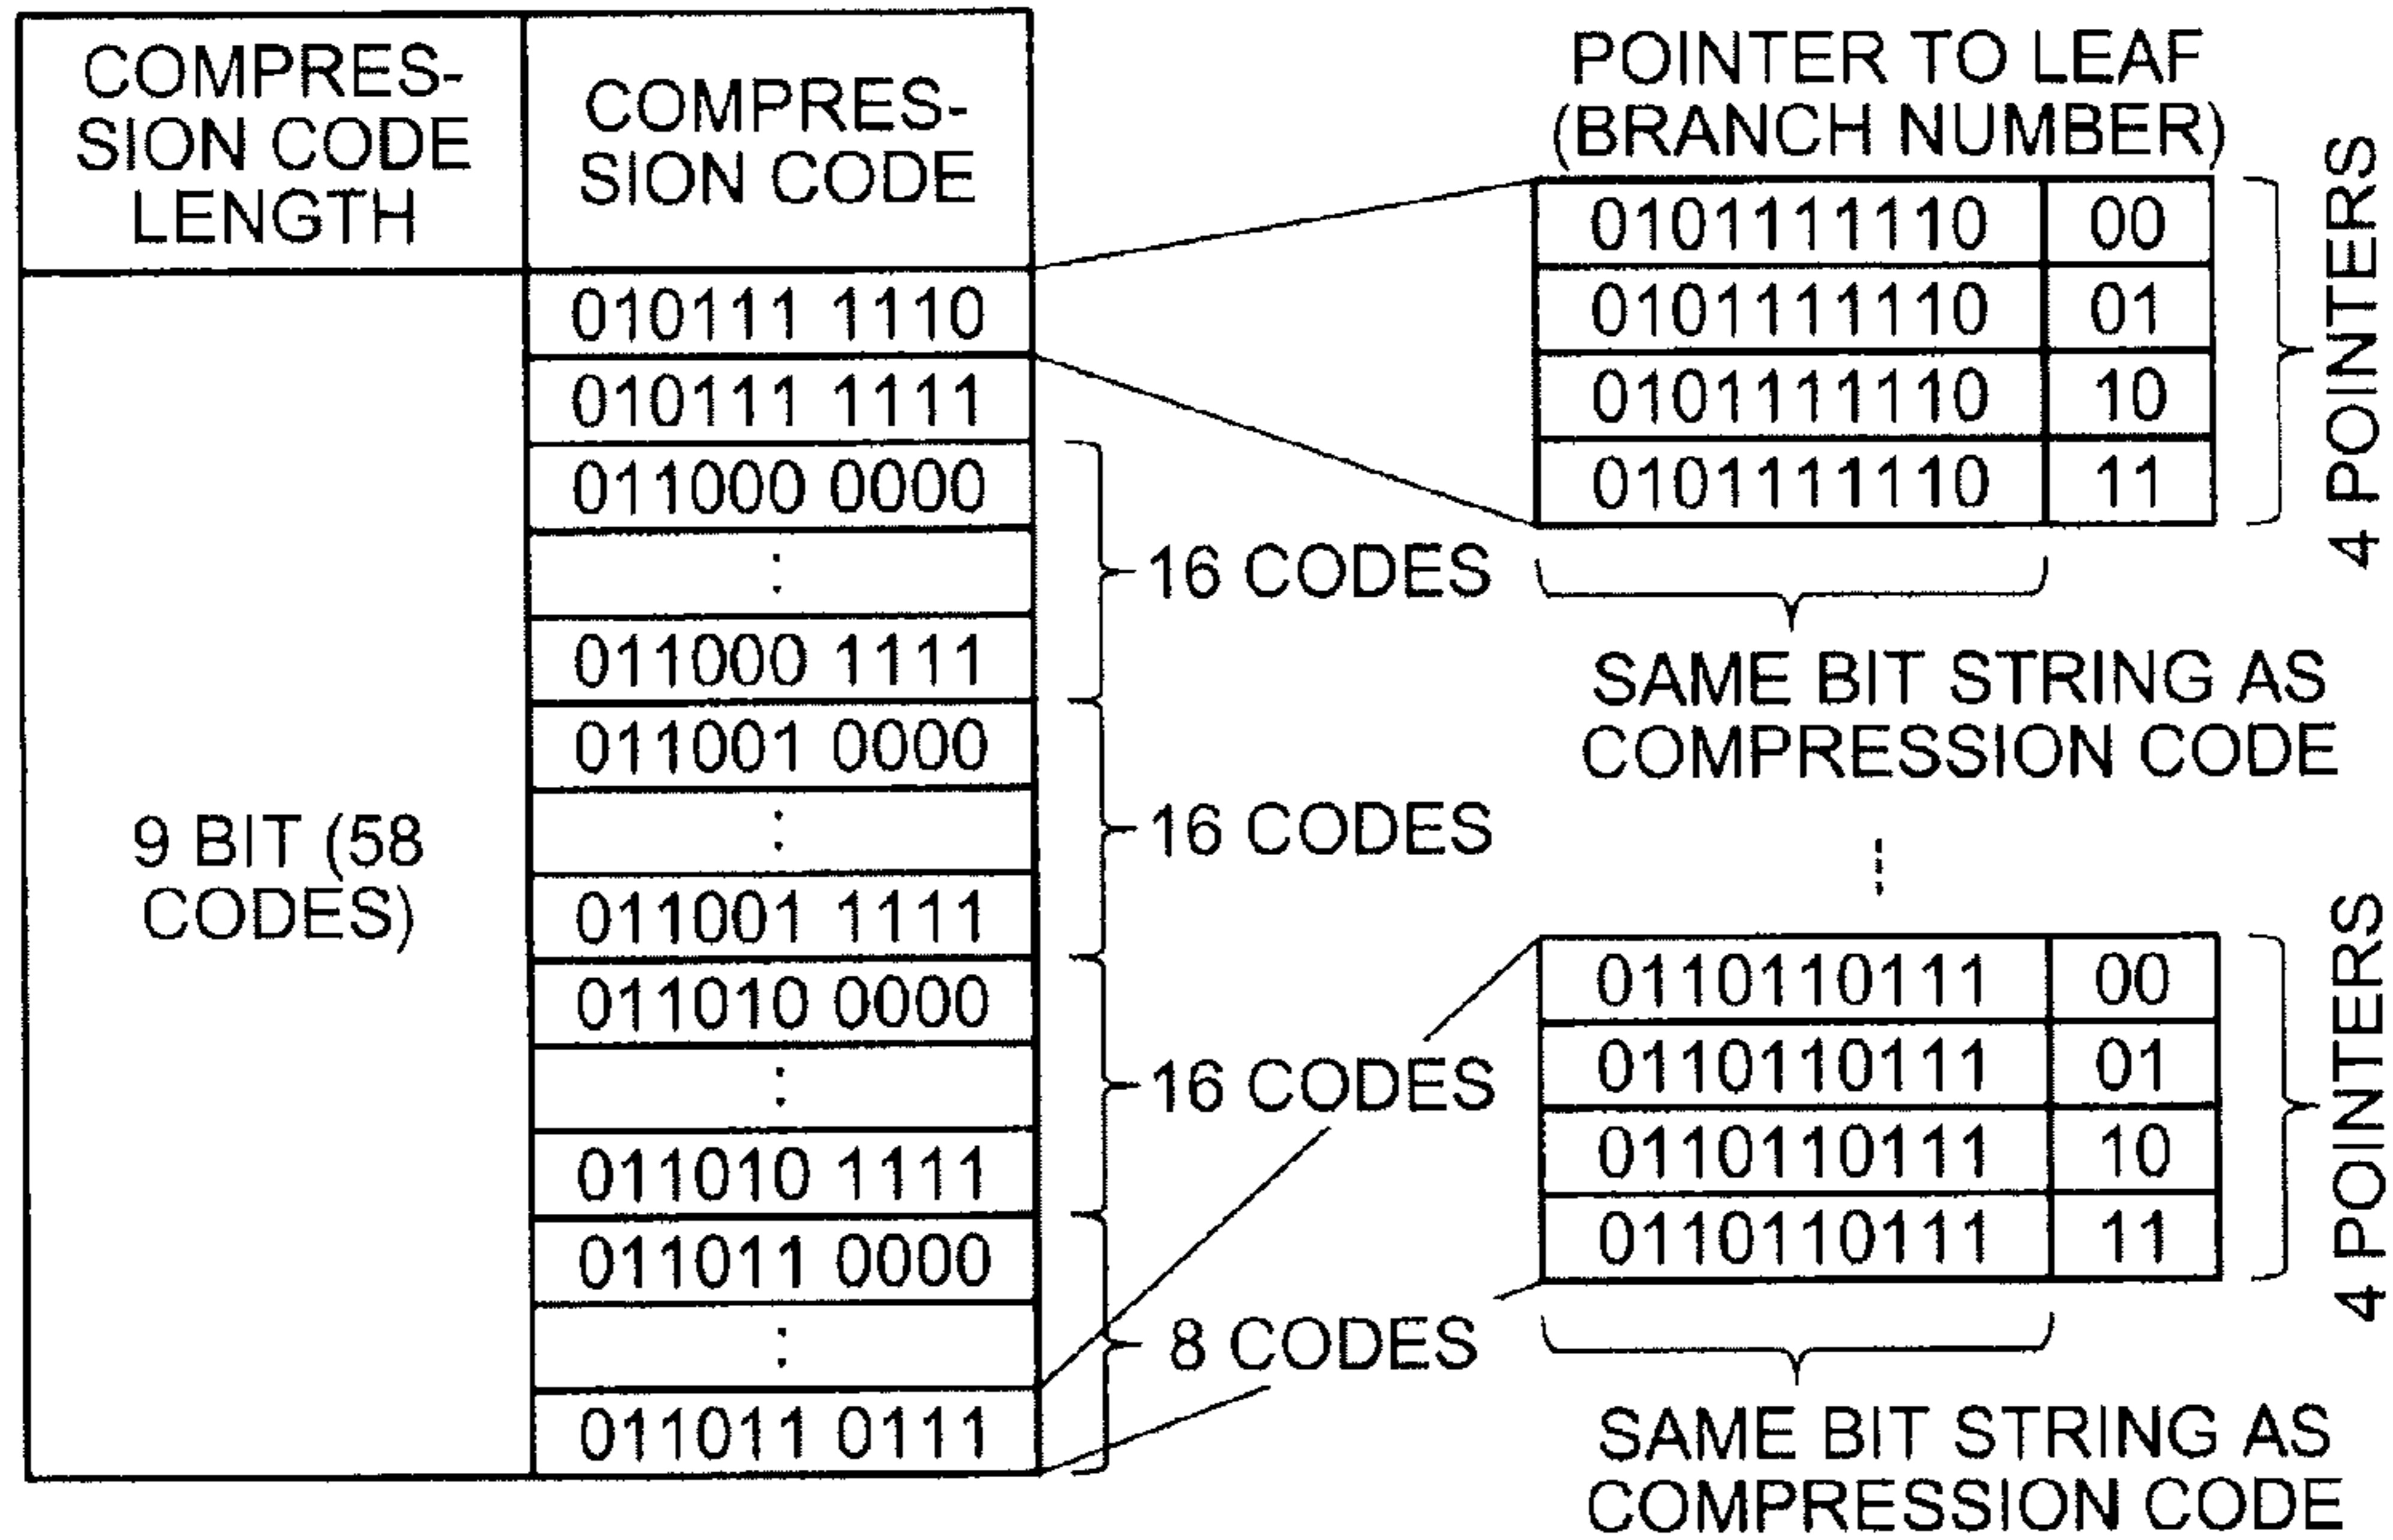 COMPRES-
SION CODE
LENGTH
COMPRES-
SION CODE
9 BIT (58
CODES)
010111 1110
010111 1111
011000 0000
:
011000 1111
011001 0000
:
011001 1111
011010 0000
:
011010 1111
011011 0000
:
011011 0111
16 CODES
16 CODES
16 CODES
8 CODES
POINTER TO LEAF
(BRANCH NUMBER)
0101111110 00
0101111110 01
0101111110 10
0101111110 11
4 POINTERS
SAME BIT STRING AS
COMPRESSION CODE
0110110111 00
0110110111 01
0110110111 10
0110110111 11
4 POINTERS
SAME BIT STRING AS
COMPRESSION CODE